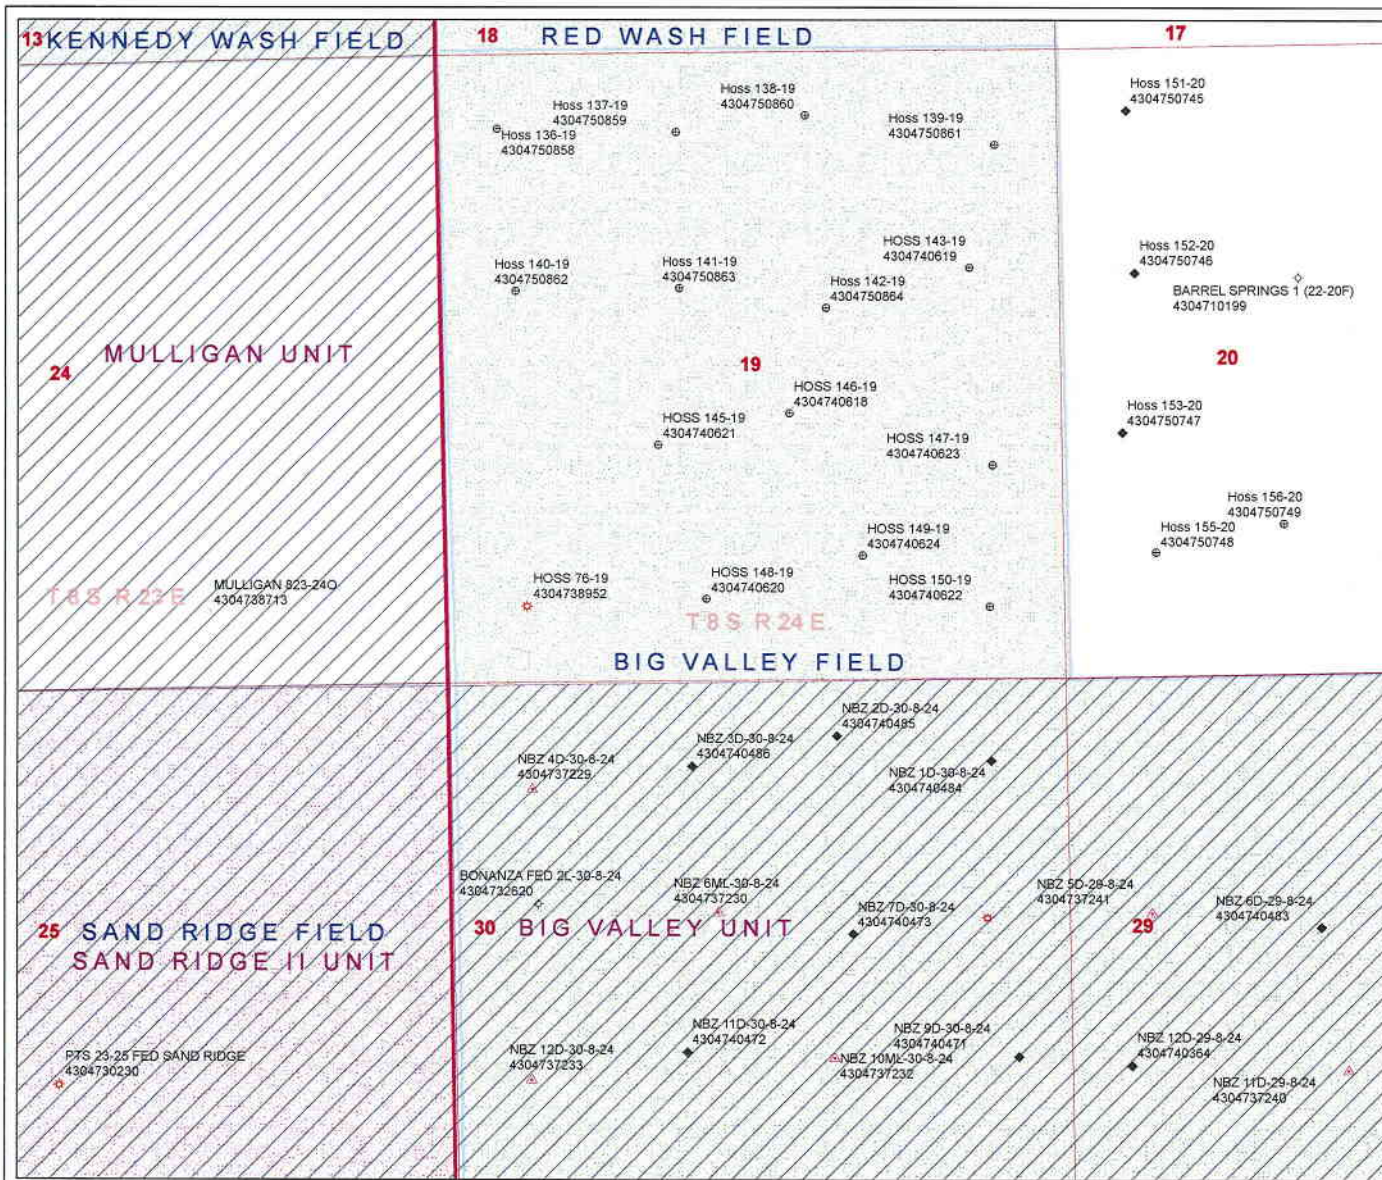 13 KENNEDY WASH FIELD
18 RED WASH FIELD
17
Hoss 151-20
4304750745
Hoss 138-19
4304750860
Hoss 137-19
4304750859
Hoss 139-19
4304750861
Hoss 136-19
4304750858
HOSS 143-19
4304740619
Hoss 152-20
4304750746
Hoss 140-19
4304750862
Hoss 141-19
4304750863
Hoss 142-19
4304750864
BARREL SPRINGS 1 (22-20F)
4304710199
MULLIGAN UNIT
24
19
20
HOSS 146-19
4304740618
HOSS 145-19
4304740621
Hoss 153-20
4304750747
HOSS 147-19
4304740623
Hoss 156-20
4304750749
HOSS 149-19
4304740624
Hoss 155-20
4304750748
MULLIGAN 823-24O
4304738713
T 8 S R 23 E
HOSS 76-19
4304738952
HOSS 148-19
4304740620
HOSS 150-19
4304740622
T 8 S R 24 E
BIG VALLEY FIELD
NBZ 2D-30-8-24
4304740485
NBZ 3D-30-8-24
4304740486
NBZ 4D-30-8-24
4304737229
NBZ 1D-30-8-24
4304740484
BONANZA FED 2L-30-8-24
4304732620
NBZ 6ML-30-8-24
4304737230
NBZ 7D-30-8-24
4304740473
NBZ 5D-29-8-24
4304737241
NBZ 6D-29-8-24
4304740483
25 SAND RIDGE FIELD
SAND RIDGE II UNIT
30 BIG VALLEY UNIT
29
PTS 23-25 FED SAND RIDGE
4304730230
NBZ 12D-30-8-24
4304737233
NBZ 11D-30-8-24
4304740472
NBZ 9D-30-8-24
4304740471
NBZ 10ML-30-8-24
4304737232
NBZ 12D-29-8-24
4304740364
NBZ 11D-29-8-24
4304737240